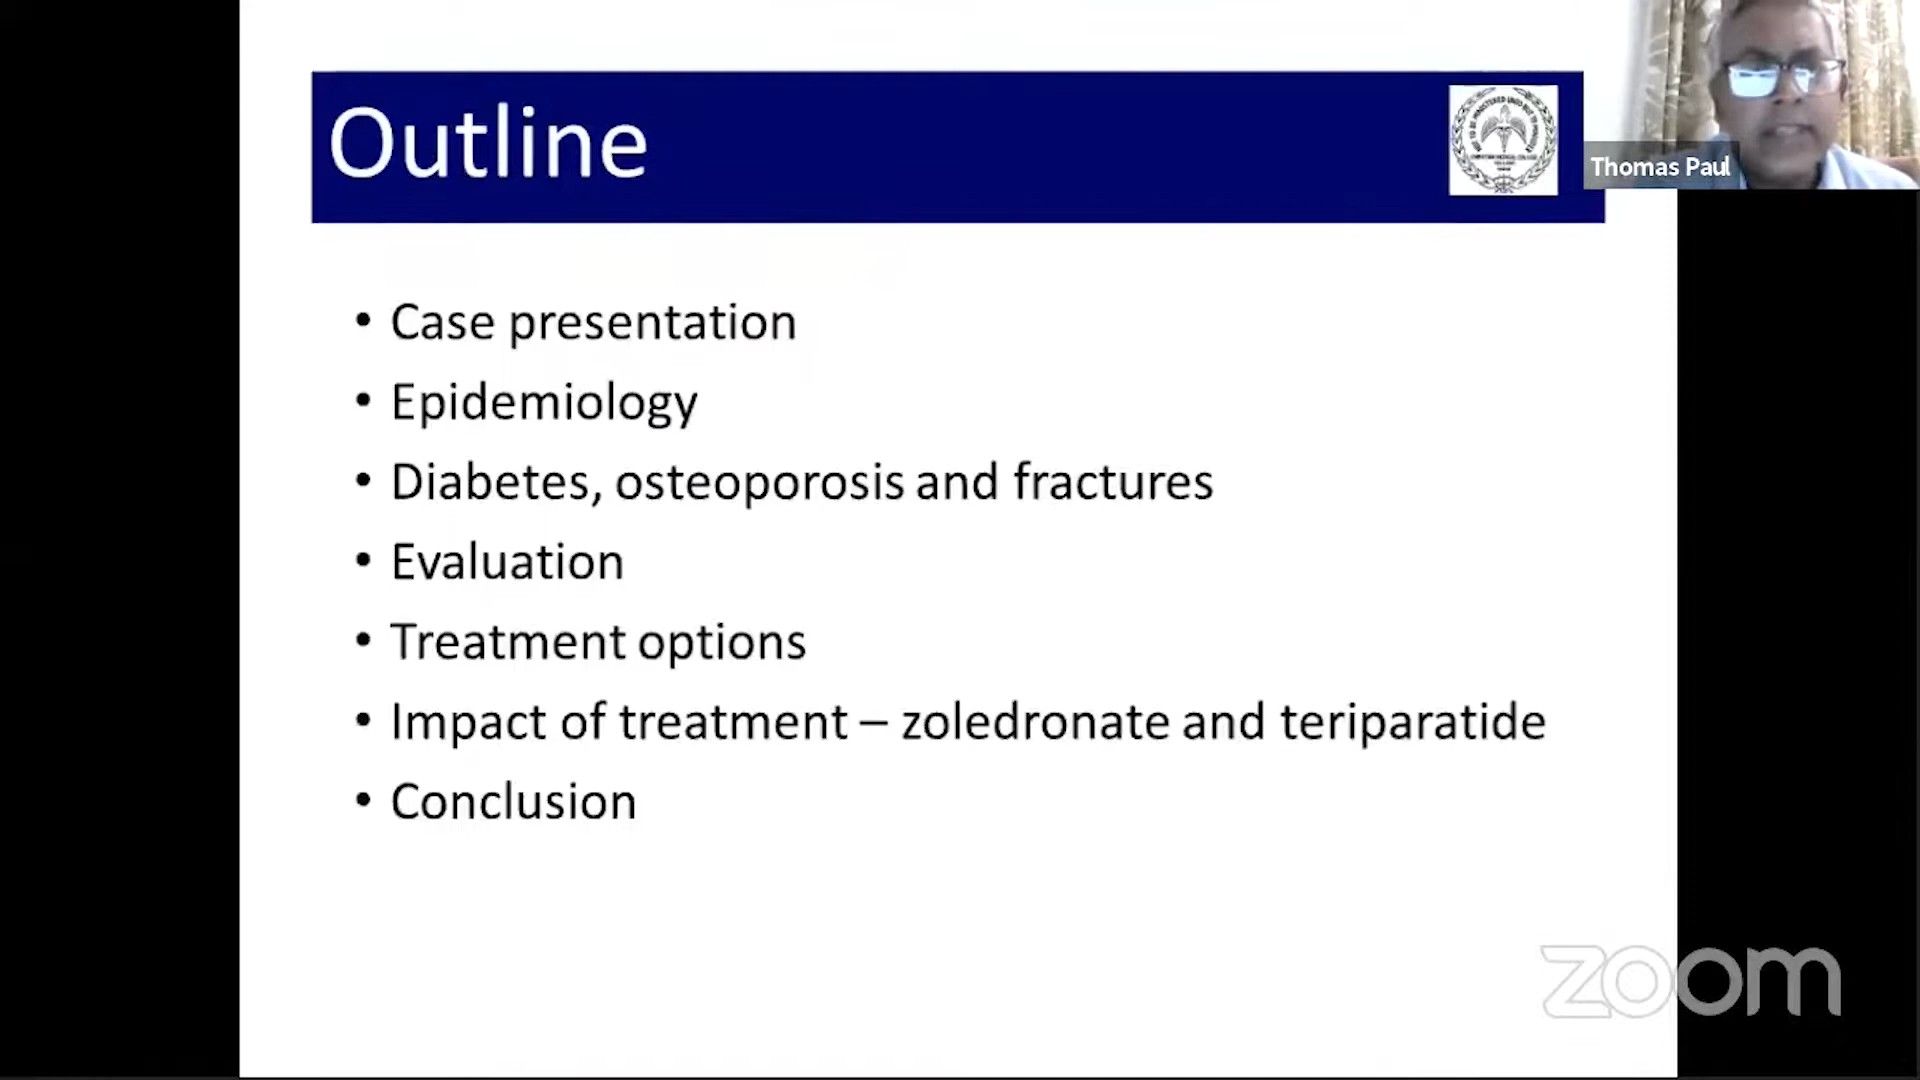 Outline
Thomas Paul
• Case presentation
• Epidemiology
• Diabetes, osteoporosis and fractures
• Evaluation
• Treatment options
• Impact of treatment – zoledronate and teriparatide
• Conclusion
zoom